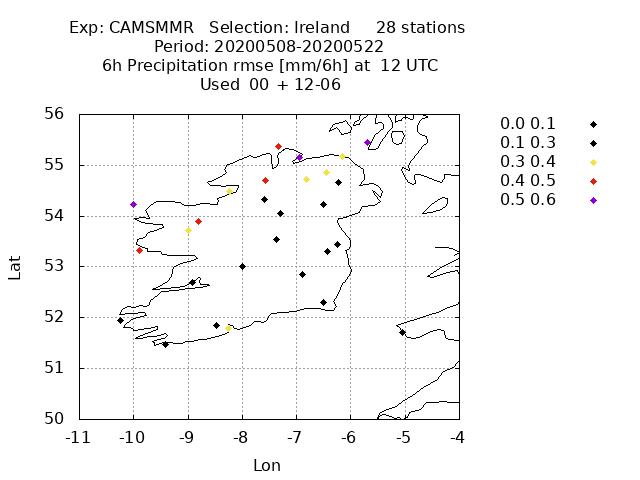 Exp: CAMSMMR   Selection: Ireland     28 stations
Period: 20200508-20200522
6h Precipitation rmse [mm/6h] at  12 UTC
Used  00 + 12-06
0.0 0.1
0.1 0.3
0.3 0.4
0.4 0.5
0.5 0.6
56
55
54
53
52
51
50
Lat
-11 -10 -9 -8 -7 -6 -5 -4
Lon